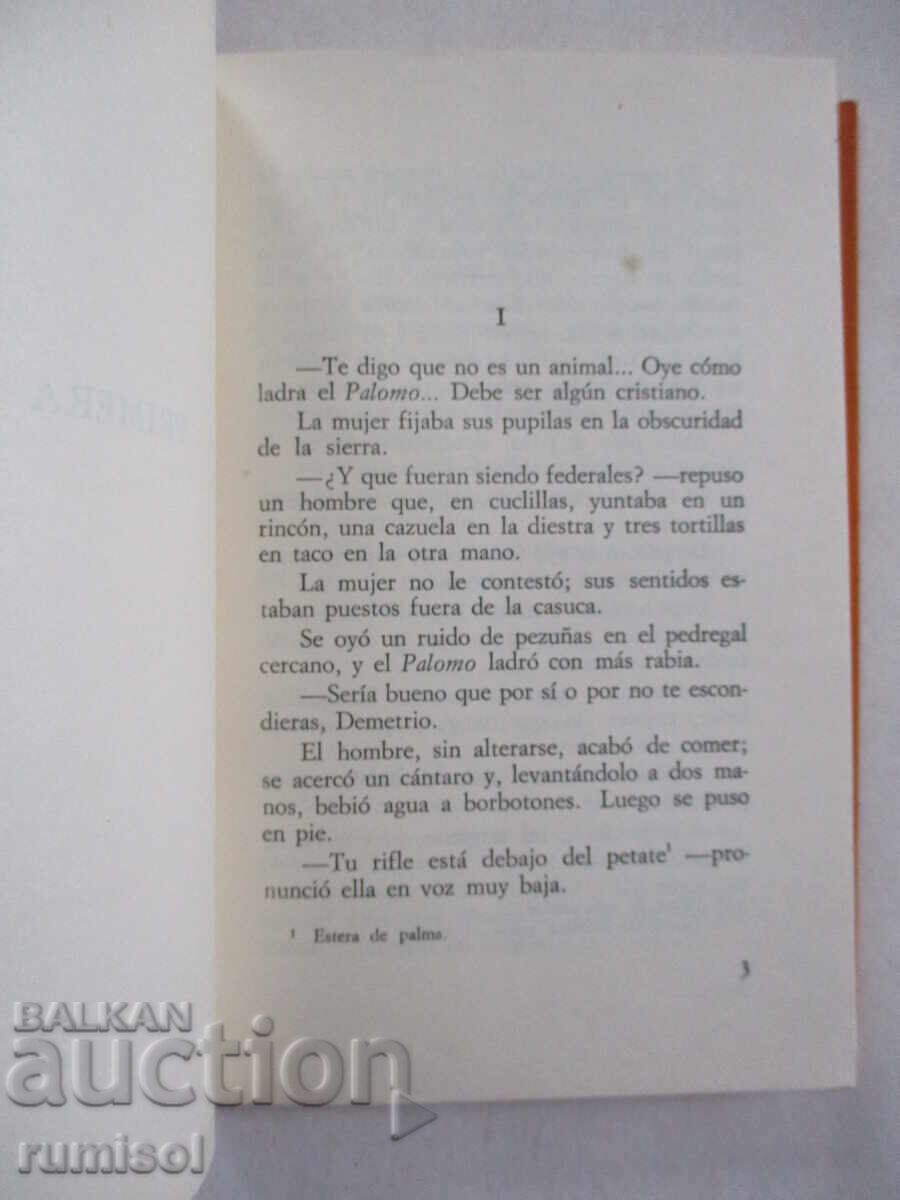 I
—Te digo que no es un animal... Oye cómo
ladra el Palomo... Debe ser algún cristiano.
La mujer fijaba sus pupilas en la obscuridad
de la sierra.
—¿Y que fueran siendo federales? —repuso
un hombre que, en cuclillas, yuntaba en un
rincón, una cazuela en la diestra y tres tortillas
en taco en la otra mano.
La mujer no le contestó; sus sentidos es-
taban puestos fuera de la casuca.
Se oyó un ruido de pezuñas en el pedregal
cercano, y el Palomo ladró con más rabia.
—Sería bueno que por sí o por no te escon-
dieras, Demetrio.
El hombre, sin alterarse, acabó de comer;
se acercó un cántaro y, levantándolo a dos ma-
nos, bebió agua a borbotones. Luego se puso
en pie.
—Tu rifle está debajo del petate¹ —pro-
nunció ella en voz muy baja.
¹ Estera de palma.
3
BALKAN
auction
rumisol